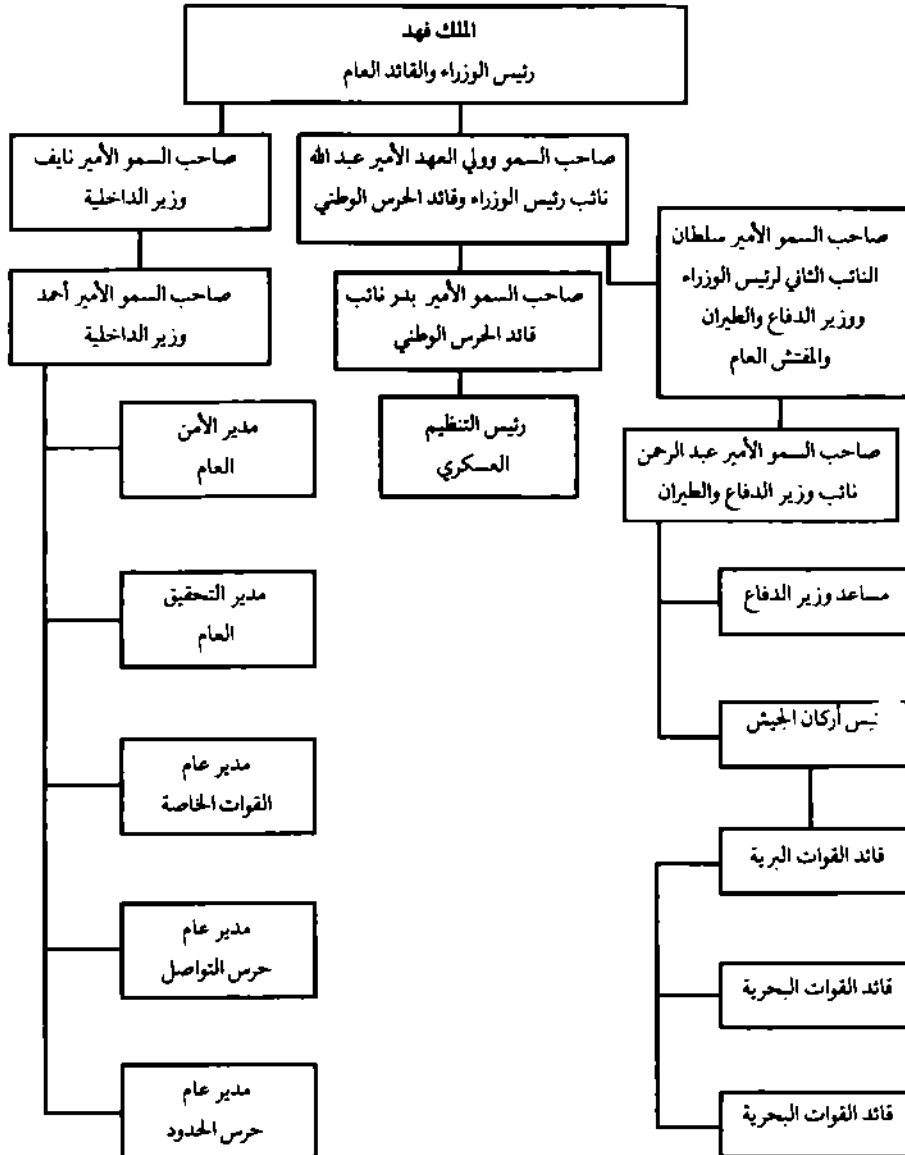 الملك فهد
رئيس الوزراء والقائد العام
صاحب السمو وولي العهد الأمير عبد الله
نائب رئيس الوزراء وقائد الحرس الوطني
صاحب السمو الأمير نايف
وزير الداخلية
صاحب السمو الأمير سلطان
النائب الثاني لرئيس الوزراء
ووزير الدفاع والطيران
والمفتش العام
صاحب السمو الأمير بدر نائب
قائد الحرس الوطني
صاحب السمو الأمير أحمد
وزير الداخلية
رئيس التنظيم
العسكري
مدير الأمن
العام
صاحب السمو الأمير عبد الرحمن
نائب وزير الدفاع والطيران
مساعد وزير الدفاع
مدير التحقيق
العام
ئيس أركان الجيش
مدير عام
القوات الخاصة
قائد القوات البرية
مدير عام
حرس التواصل
قائد القوات البحرية
مدير عام
حرس الحدود
قائد القوات البحرية